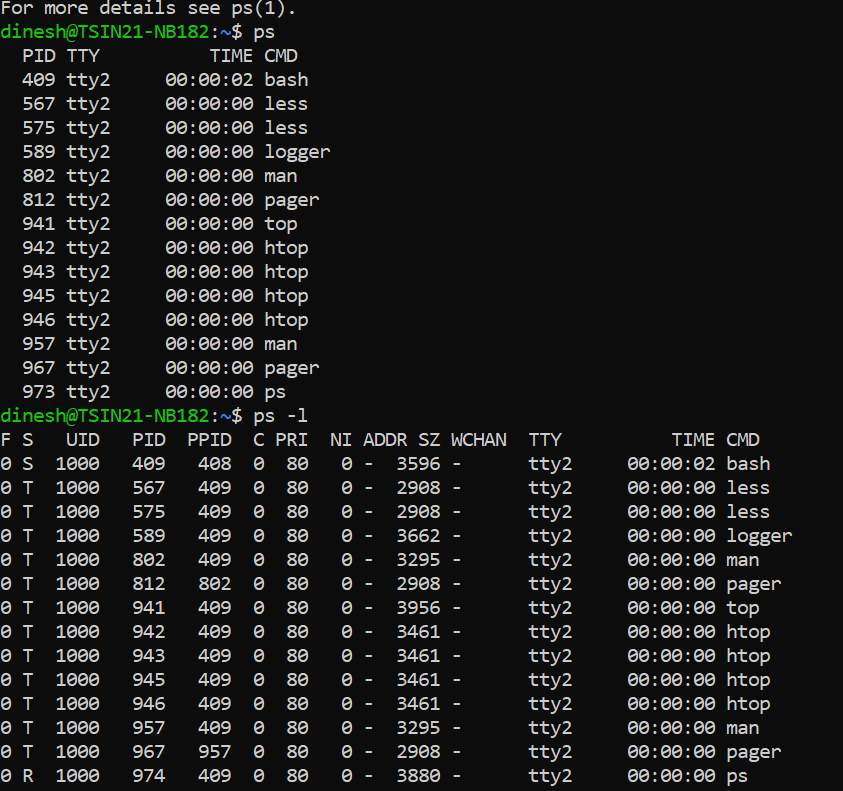 For more details see ps(1).
dinesh@TSIN21-NB182:~$ ps
  PID TTY          TIME CMD
  409 tty2     00:00:02 bash
  567 tty2     00:00:00 less
  575 tty2     00:00:00 less
  589 tty2     00:00:00 logger
  802 tty2     00:00:00 man
  812 tty2     00:00:00 pager
  941 tty2     00:00:00 top
  942 tty2     00:00:00 htop
  943 tty2     00:00:00 htop
  945 tty2     00:00:00 htop
  946 tty2     00:00:00 htop
  957 tty2     00:00:00 man
  967 tty2     00:00:00 pager
  973 tty2     00:00:00 ps
dinesh@TSIN21-NB182:~$ ps -l
F S   UID   PID  PPID  C PRI  NI ADDR SZ WCHAN  TTY          TIME CMD
0 S  1000   409   408  0  80   0 -  3596 -      tty2     00:00:02 bash
0 T  1000   567   409  0  80   0 -  2908 -      tty2     00:00:00 less
0 T  1000   575   409  0  80   0 -  2908 -      tty2     00:00:00 less
0 T  1000   589   409  0  80   0 -  3662 -      tty2     00:00:00 logger
0 T  1000   802   409  0  80   0 -  3295 -      tty2     00:00:00 man
0 T  1000   812   802  0  80   0 -  2908 -      tty2     00:00:00 pager
0 T  1000   941   409  0  80   0 -  3956 -      tty2     00:00:00 top
0 T  1000   942   409  0  80   0 -  3461 -      tty2     00:00:00 htop
0 T  1000   943   409  0  80   0 -  3461 -      tty2     00:00:00 htop
0 T  1000   945   409  0  80   0 -  3461 -      tty2     00:00:00 htop
0 T  1000   946   409  0  80   0 -  3461 -      tty2     00:00:00 htop
0 T  1000   957   409  0  80   0 -  3295 -      tty2     00:00:00 man
0 T  1000   967   957  0  80   0 -  2908 -      tty2     00:00:00 pager
0 R  1000   974   409  0  80   0 -  3880 -      tty2     00:00:00 ps